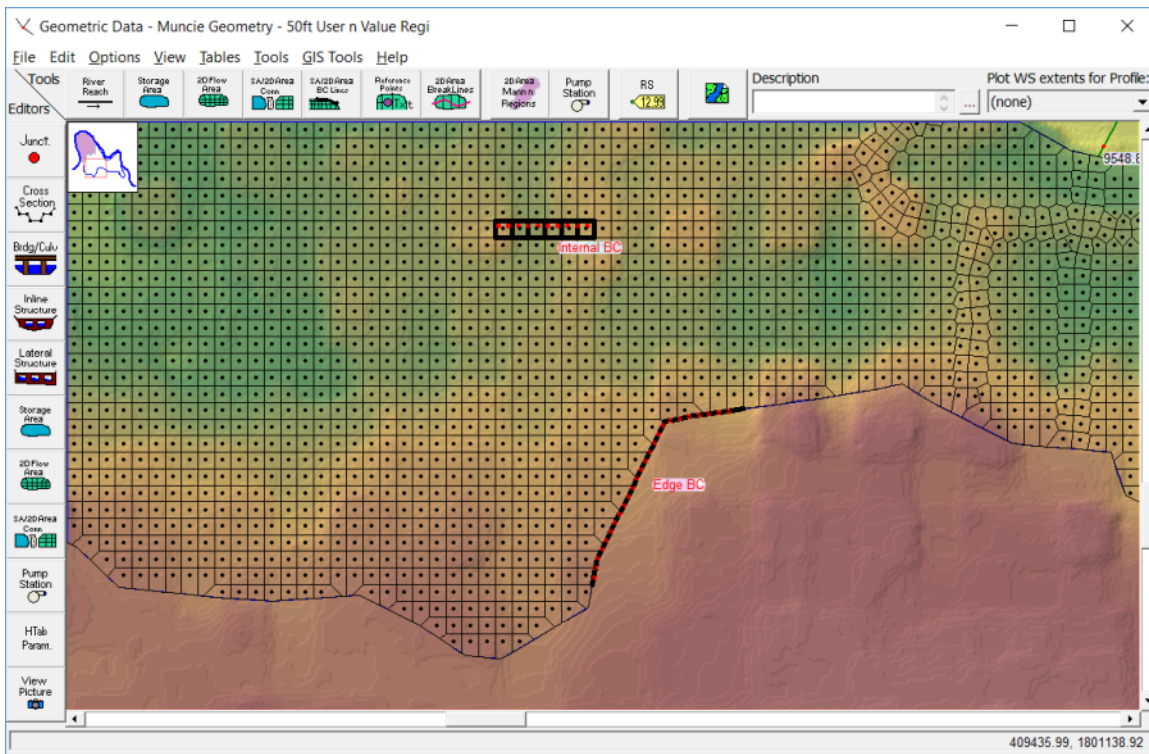 Geometric Data - Muncie Geometry - 50ft User n Value Regi
File Edit Options View Tables Tools GIS Tools Help
Tools
Editors
River
Reach
Storage
Area
2D Flow
Area
SA/2D Area
Conn
SA/2D Area
BC Lines
Reference
Points
2D Area
BreakLines
2D Area
Mann n
Regions
Pump
Station
RS
12.99
Description
...
Plot WS extents for Profile:
(none)
Junct.
Cross
Section
Brdg/Culv
Inline
Structure
Lateral
Structure
Storage
Area
2D Flow
Area
SA/2D Area
Conn
Pump
Station
HTab
Param.
View
Picture
9548.8
Internal BC
Edge BC
409435.99, 1801138.92